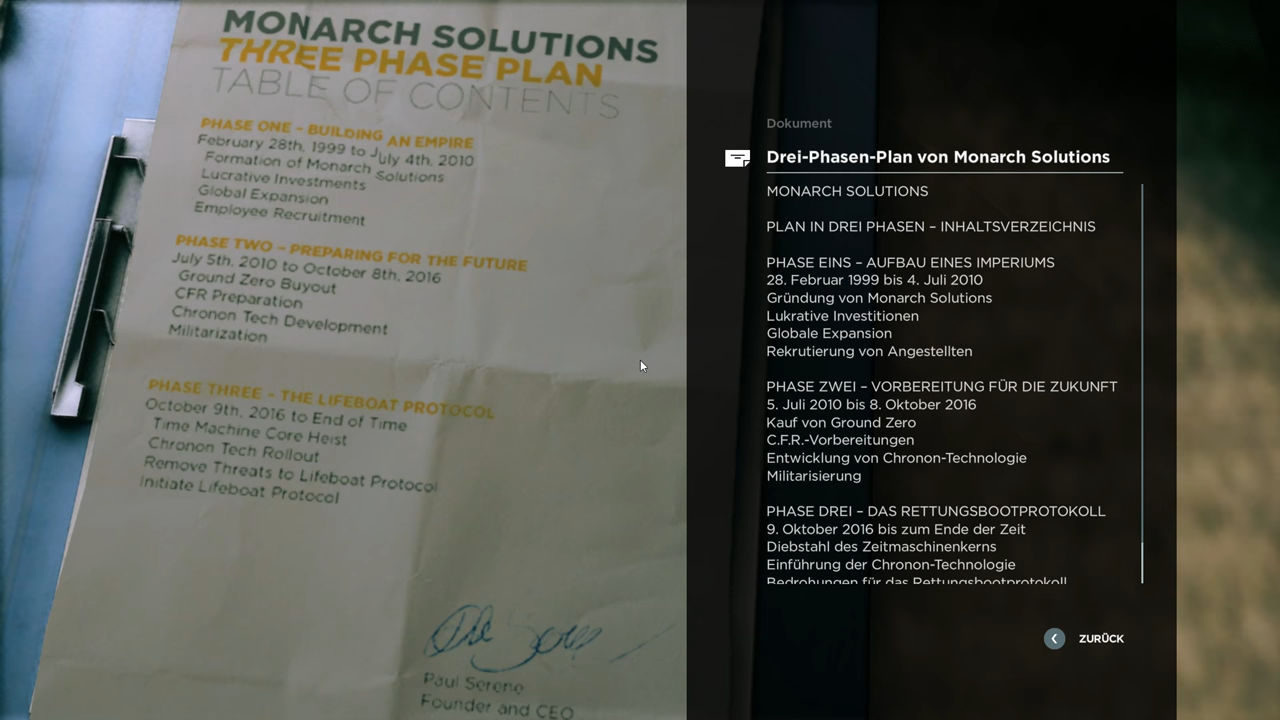 MONARCH SOLUTIONS
THREE PHASE PLAN
TABLE OF CONTENTS
PHASE ONE – BUILDING AN EMPIRE
February 28th, 1999 to July 4th, 2010
Formation of Monarch Solutions
Lucrative Investments
Global Expansion
Employee Recruitment
PHASE TWO – PREPARING FOR THE FUTURE
July 5th, 2010 to October 8th, 2016
Ground Zero Buyout
CFR Preparation
Chronon Tech Development
Militarization
PHASE THREE – THE LIFEBOAT PROTOCOL
October 9th, 2016 to End of Time
Time Machine Core Heist
Chronon Tech Rollout
Remove Threats to Lifeboat Protocol
Initiate Lifeboat Protocol
Paul Serene
Founder and CEO
Dokument
Drei-Phasen-Plan von Monarch Solutions
MONARCH SOLUTIONS
PLAN IN DREI PHASEN – INHALTSVERZEICHNIS
PHASE EINS – AUFBAU EINES IMPERIUMS
28. Februar 1999 bis 4. Juli 2010
Gründung von Monarch Solutions
Lukrative Investitionen
Globale Expansion
Rekrutierung von Angestellten
PHASE ZWEI – VORBEREITUNG FÜR DIE ZUKUNFT
5. Juli 2010 bis 8. Oktober 2016
Kauf von Ground Zero
C.F.R.-Vorbereitungen
Entwicklung von Chronon-Technologie
Militarisierung
PHASE DREI – DAS RETTUNGSBOOTPROTOKOLL
9. Oktober 2016 bis zum Ende der Zeit
Diebstahl des Zeitmaschinenkerns
Einführung der Chronon-Technologie
Bedrohungen für das Rettungsbootprotokoll
ZURÜCK